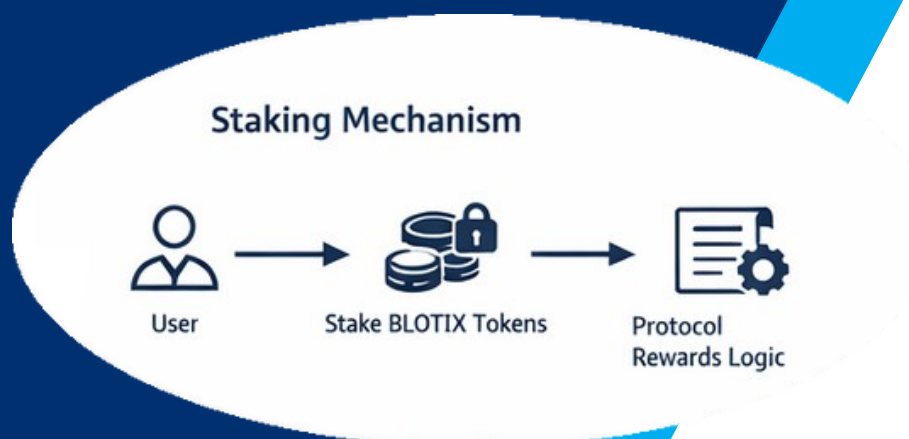 Staking Mechanism
User
Stake BLOTIX Tokens
Protocol
Rewards Logic